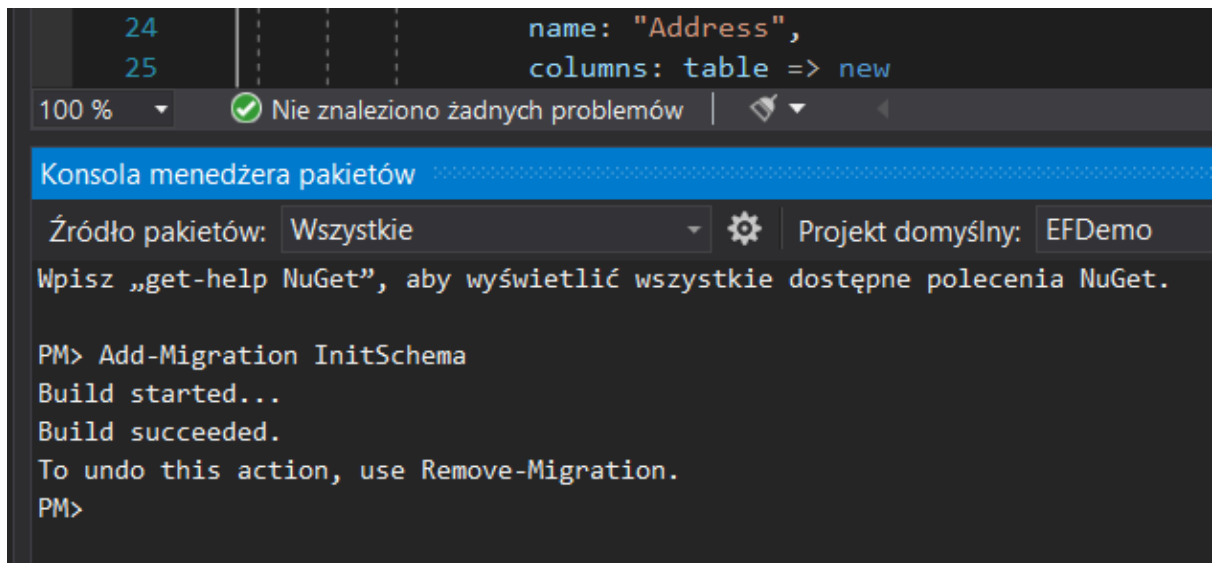 24 name: "Address",
25 columns: table => new
100 % Nie znaleziono żadnych problemów
Konsola menedżera pakietów
Źródło pakietów: Wszystkie Projekt domyślny: EFDemo
Wpisz „get-help NuGet”, aby wyświetlić wszystkie dostępne polecenia NuGet.
PM> Add-Migration InitSchema
Build started...
Build succeeded.
To undo this action, use Remove-Migration.
PM>